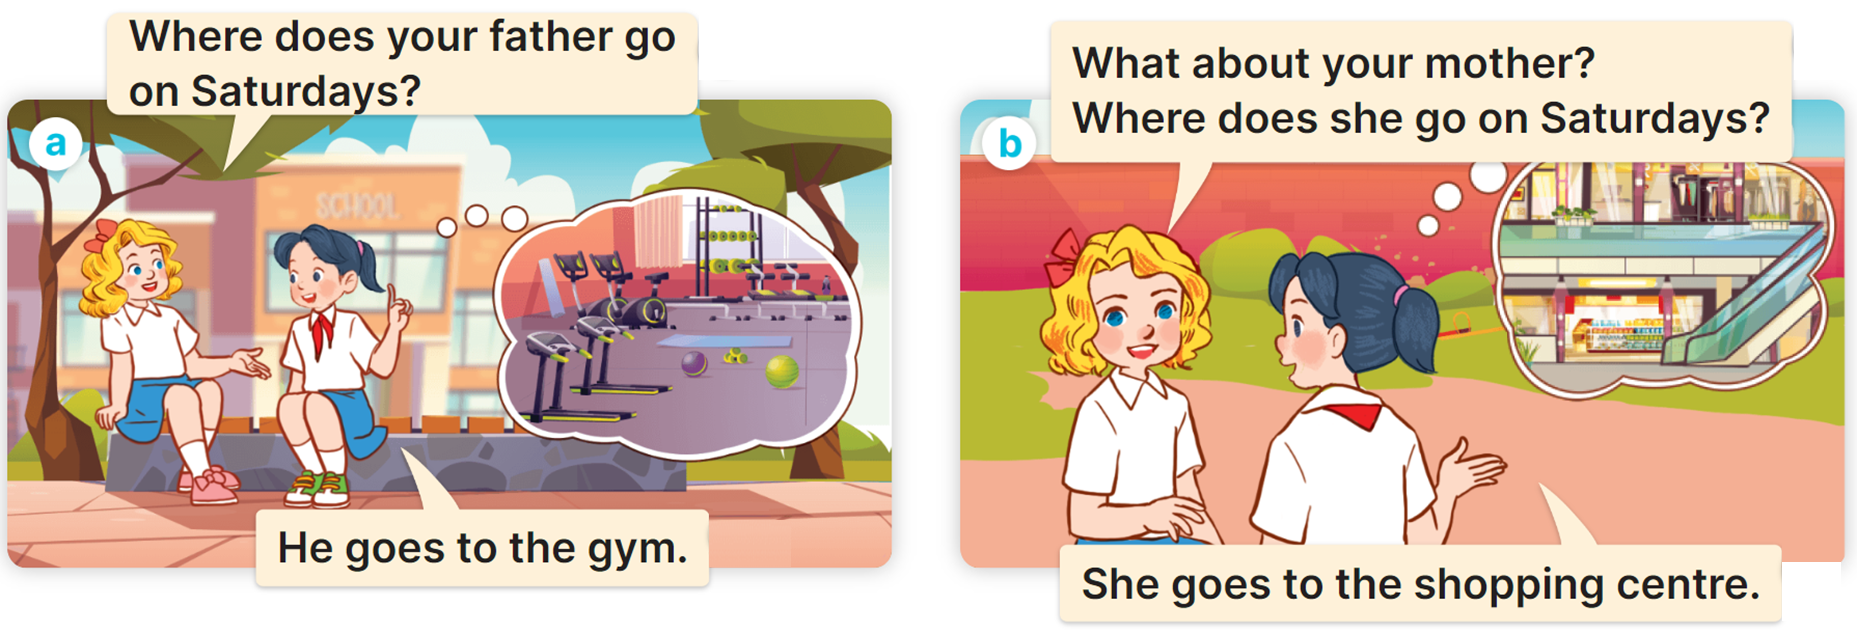 Where does your father go
on Saturdays?
a
SCHOOL
He goes to the gym.
What about your mother?
Where does she go on Saturdays?
b
She goes to the shopping centre.